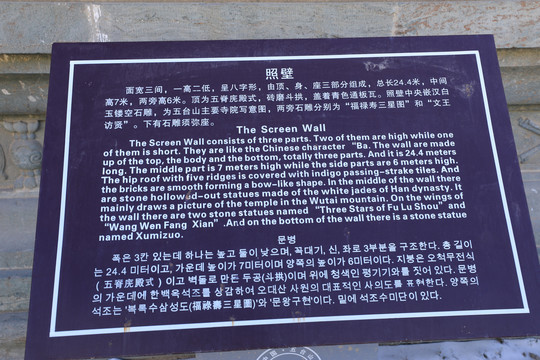 照壁
面宽三间，一高二低，呈八字形，由顶、身、座三部分组成，总长24.4米，中间
高7米，两旁高6米。顶为五脊庑殿式，砖磨斗拱，盖着青色通板瓦。照壁中央嵌汉白
玉镂空石雕，为五台山主要寺院写意图，两旁石雕分别为“福禄寿三星图”和“文王
访贤”。下有石雕须弥座。
The Screen Wall
The Screen Wall consists of three parts. Two of them are high while one
of them is short. They are like the Chinese character “Ba. The wall are made
up of the top, the body and the bottom, totally three parts. And it is 24.4 meters
long. The middle part is 7 meters high while the side parts are 6 meters high.
The hip roof with five ridges is covered with indigo passing-strake tiles. And
the bricks are smooth forming a bow-like shape. In the middle of the wall there
are stone hollowed-out statues made of the white jades of Han dynasty. It
mainly draws a picture of the temple in the Wutai mountain. On the wings of
the wall there are two stone statues named “Three Stars of Fu Lu Shou” and
“Wang Wen Fang Xian” .And on the bottom of the wall there is a stone statue
named Xumizuo.
문병
폭은 3칸 있는데 하나는 높고 둘이 낮으며, 꼭대기, 신, 좌로 3부분을 구조한다. 총 길이
는 24.4 미터이고, 가운데 높이가 7미터이며 양쪽의 높이가 6미터이다. 지붕은 오척무전식
（五脊庑殿式）이고 벽돌로 만든 두공(斗拱)이며 위에 청색인 평기기와를 짓어 있다. 문병
의 가운데에 한백옥석조를 상감하여 오대산 사원의 대표적인 사의도를 표현한다. 양쪽의
석조는 '복록수삼성도(福祿壽三星圖)'와 '문왕구현'이다. 밑에 석조수미단이 있다.